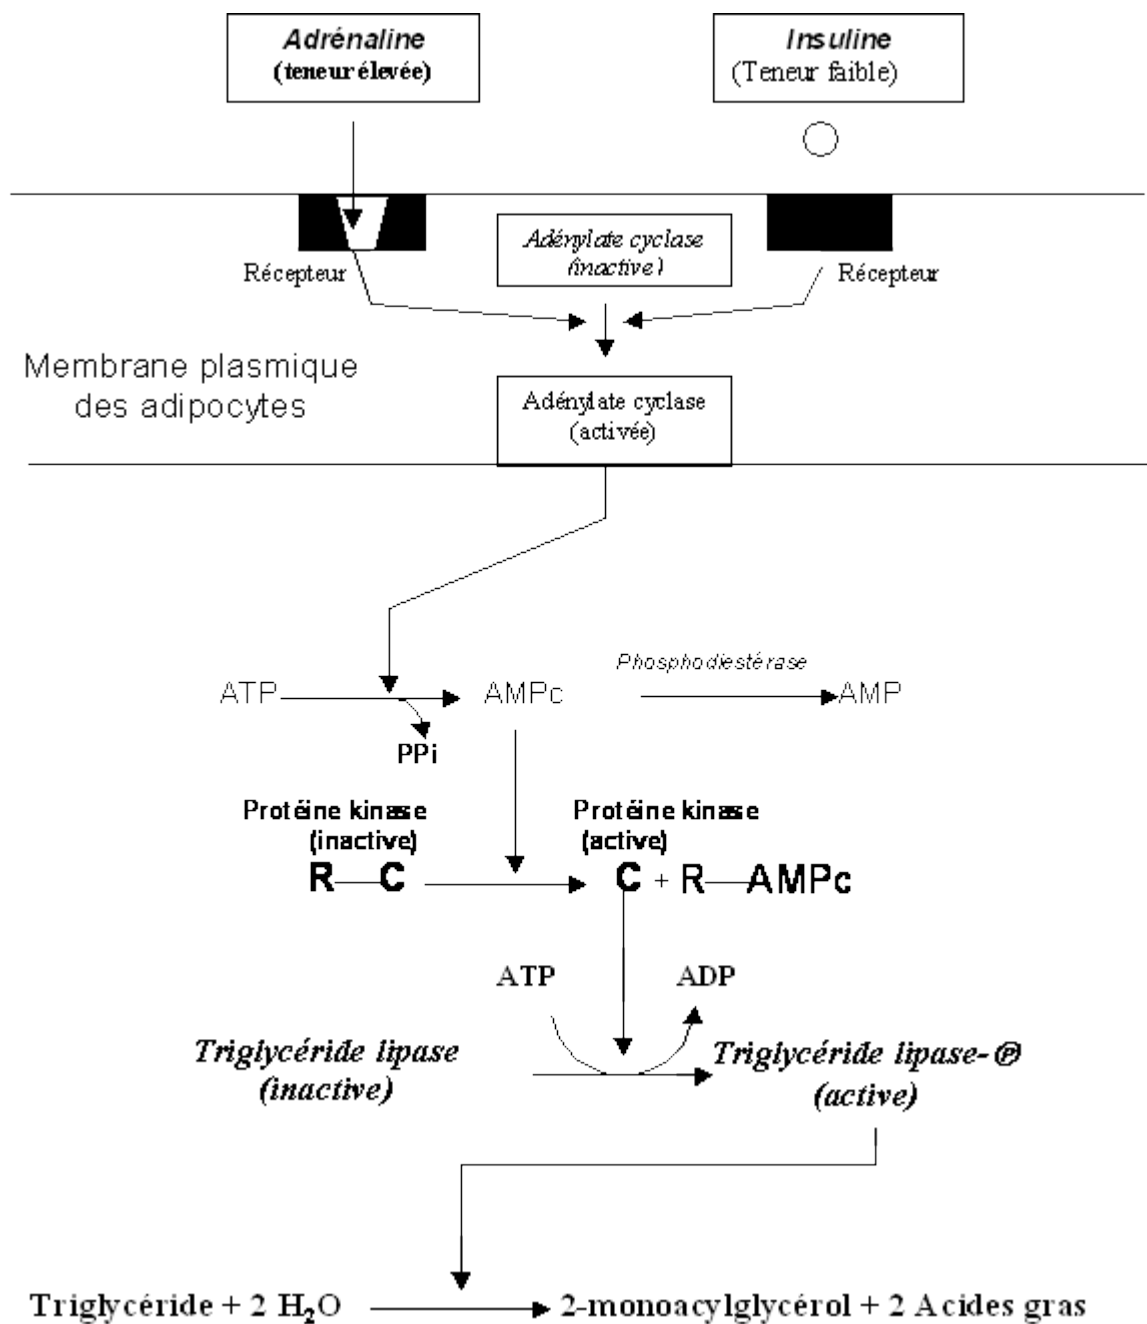 Adrénaline
(teneur élevée)
Insuline
(Teneur faible)
Adénylate cyclase
(inactive)
Récepteur
Récepteur
Membrane plasmique
des adipocytes
Adénylate cyclase
(activée)
Phosphodiestérase
ATP
AMPc
AMP
PPi
Protéine kinase
(inactive)
Protéine kinase
(active)
R—C
C + R—AMPc
ATP
ADP
Triglycéride lipase
(inactive)
Triglycéride lipase-Ⓟ
(active)
Triglycéride + 2 H₂O
2-monoacylglycérol + 2 Acides gras